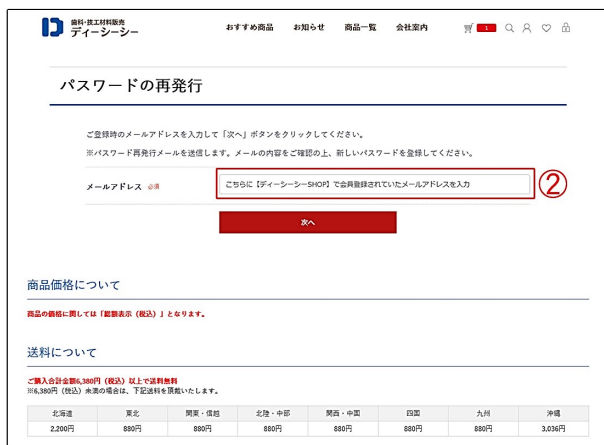 歯科・技工材料販売
ディーシーシー
おすすめ商品 お知らせ 商品一覧 会社案内 1
パスワードの再発行
ご登録時のメールアドレスを入力して「次へ」ボタンをクリックしてください。
※パスワード再発行メールを送信します。メールの内容をご確認の上、新しいパスワードを登録してください。
メールアドレス 必須 こちらに【ディーシーシーSHOP】で会員登録されていたメールアドレスを入力 ②
次へ
商品価格について
商品の価格に関しては「総額表示（税込）」となります。
送料について
ご購入合計金額6,380円（税込）以上で送料無料
※6,380円（税込）未満の場合は、下記送料を頂戴いたします。
北海道 東北 関東・信越 北陸・中部 関西・中国 四国 九州 沖縄
2,200円 880円 880円 880円 880円 880円 880円 3,036円